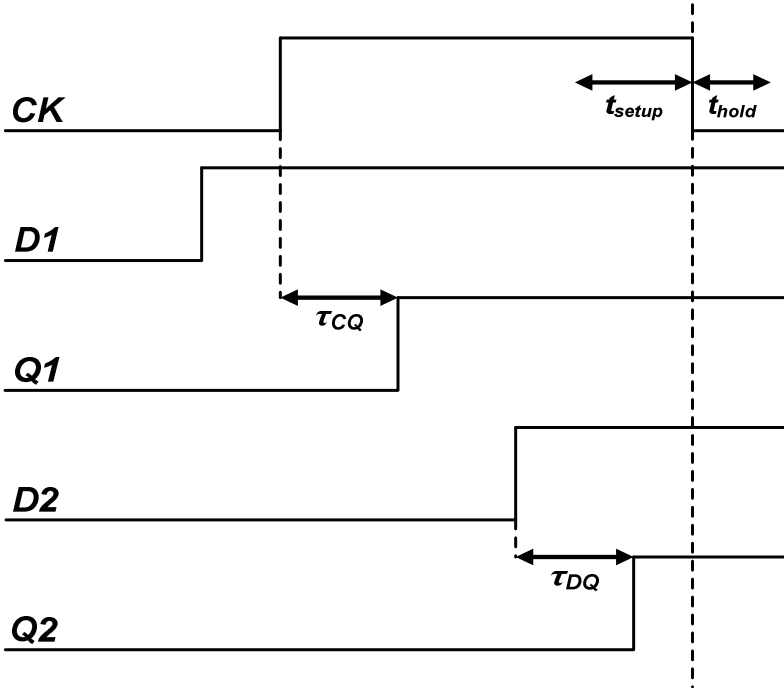 CK
t_setup t_hold
D1
τ_CQ
Q1
D2
τ_DQ
Q2